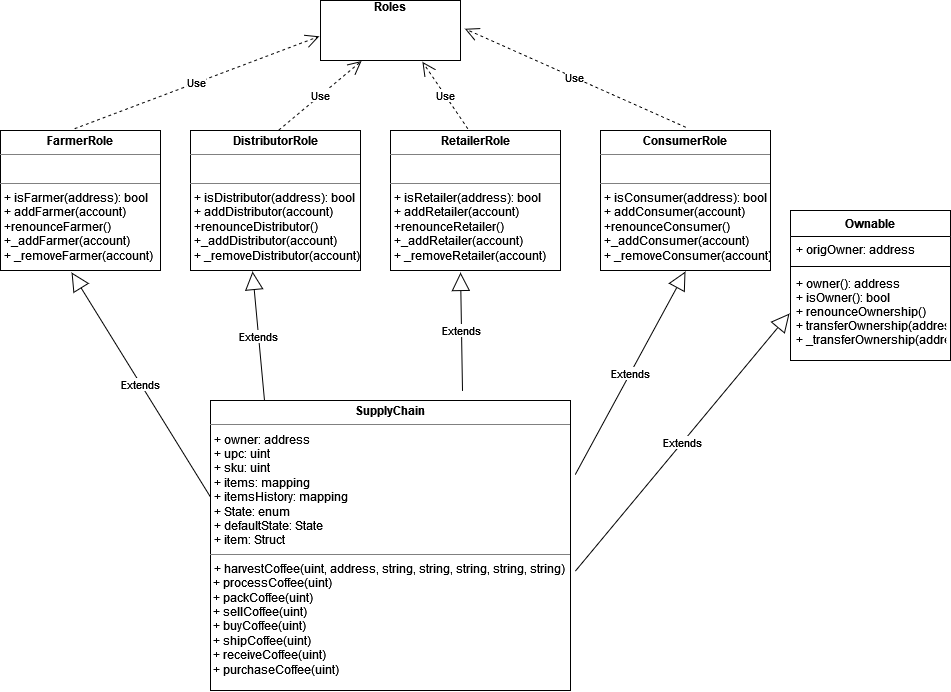 Roles
Use
Use
Use
Use
FarmerRole
+ isFarmer(address): bool
+ addFarmer(account)
+renounceFarmer()
+_addFarmer(account)
+ _removeFarmer(account)
DistributorRole
+ isDistributor(address): bool
+ addDistributor(account)
+renounceDistributor()
+_addDistributor(account)
+ _removeDistributor(account)
RetailerRole
+ isRetailer(address): bool
+ addRetailer(account)
+renounceRetailer()
+_addRetailer(account)
+ _removeRetailer(account)
ConsumerRole
+ isConsumer(address): bool
+ addConsumer(account)
+renounceConsumer()
+_addConsumer(account)
+ _removeConsumer(account)
Ownable
+ origOwner: address
+ owner(): address
+ isOwner(): bool
+ renounceOwnership()
+ transferOwnership(addre
+ _transferOwnership(addr
Extends
Extends
Extends
Extends
Extends
SupplyChain
+ owner: address
+ upc: uint
+ sku: uint
+ items: mapping
+ itemsHistory: mapping
+ State: enum
+ defaultState: State
+ item: Struct
+ harvestCoffee(uint, address, string, string, string, string, string)
+ processCoffee(uint)
+ packCoffee(uint)
+ sellCoffee(uint)
+ buyCoffee(uint)
+ shipCoffee(uint)
+ receiveCoffee(uint)
+ purchaseCoffee(uint)